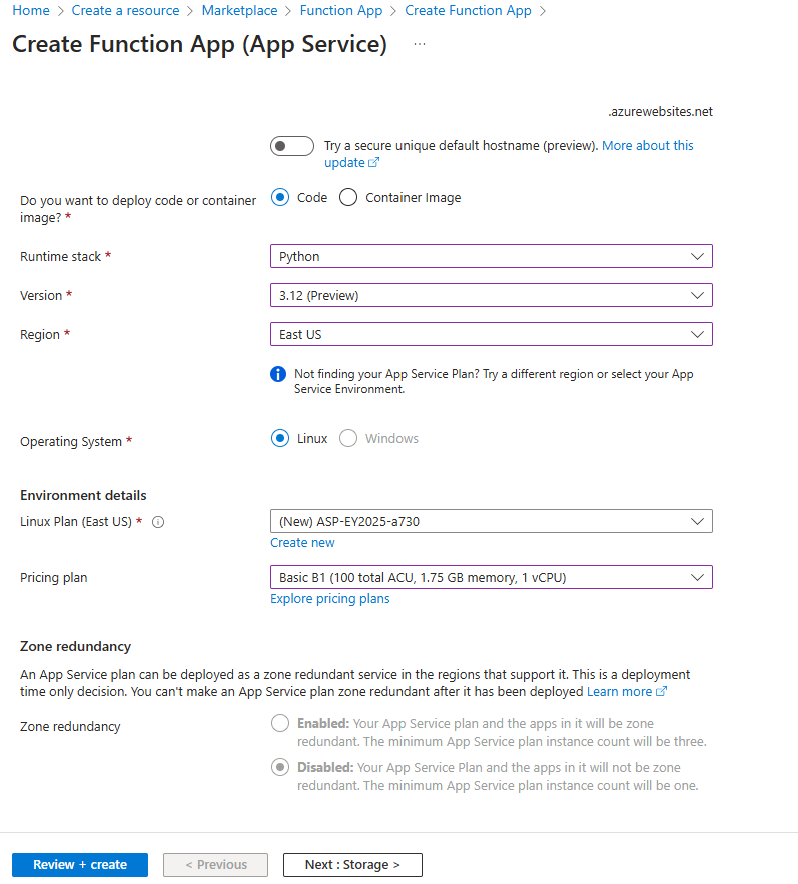 Home > Create a resource > Marketplace > Function App > Create Function App >
Create Function App (App Service) ...
.azurewebsites.net
Try a secure unique default hostname (preview). More about this
update
Do you want to deploy code or container
image? *
Code
Container Image
Runtime stack *
Python
Version *
3.12 (Preview)
Region *
East US
Not finding your App Service Plan? Try a different region or select your App
Service Environment.
Operating System *
Linux
Windows
Environment details
Linux Plan (East US) *
(New) ASP-EY2025-a730
Create new
Pricing plan
Basic B1 (100 total ACU, 1.75 GB memory, 1 vCPU)
Explore pricing plans
Zone redundancy
An App Service plan can be deployed as a zone redundant service in the regions that support it. This is a deployment
time only decision. You can't make an App Service plan zone redundant after it has been deployed Learn more
Zone redundancy
Enabled: Your App Service plan and the apps in it will be zone
redundant. The minimum App Service plan instance count will be three.
Disabled: Your App Service Plan and the apps in it will not be zone
redundant. The minimum App Service plan instance count will be one.
Review + create
< Previous
Next : Storage >